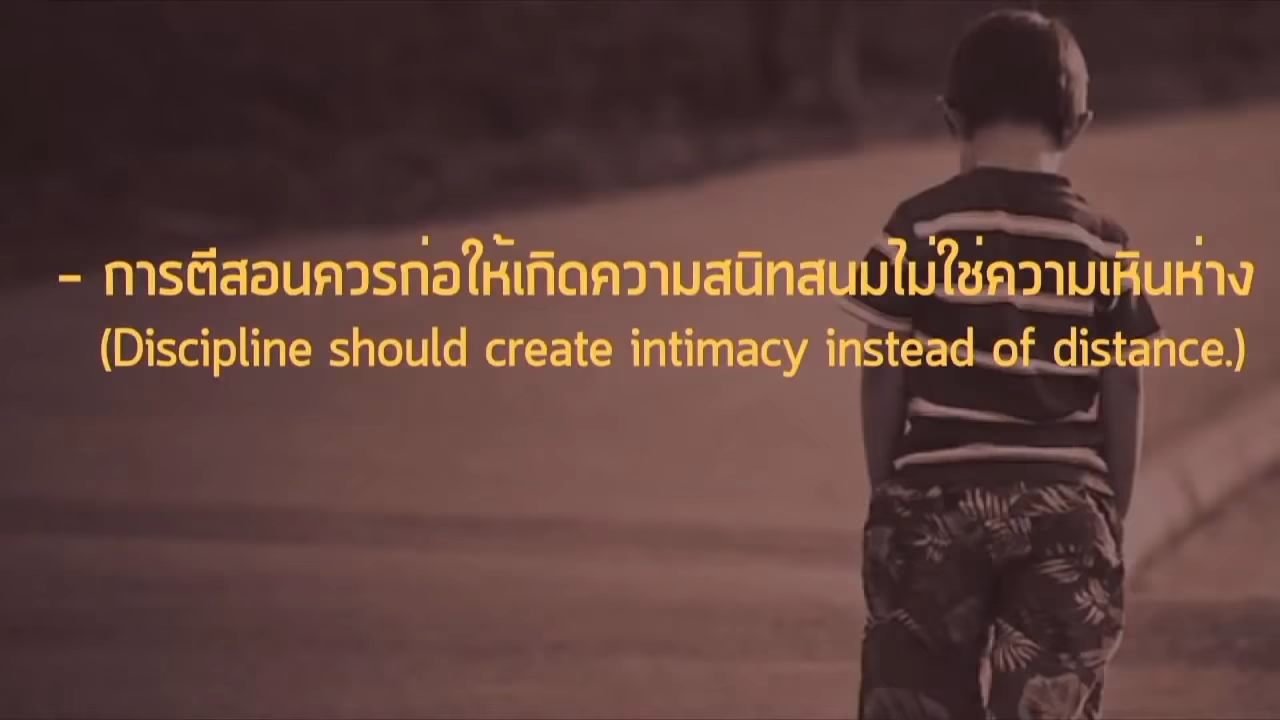 - การตีสอนควรก่อให้เกิดความสนิทสนมไม่ใช่ความเหินห่าง
(Discipline should create intimacy instead of distance.)